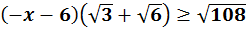 (−x − 6)(√3 + √6) ≥ √108